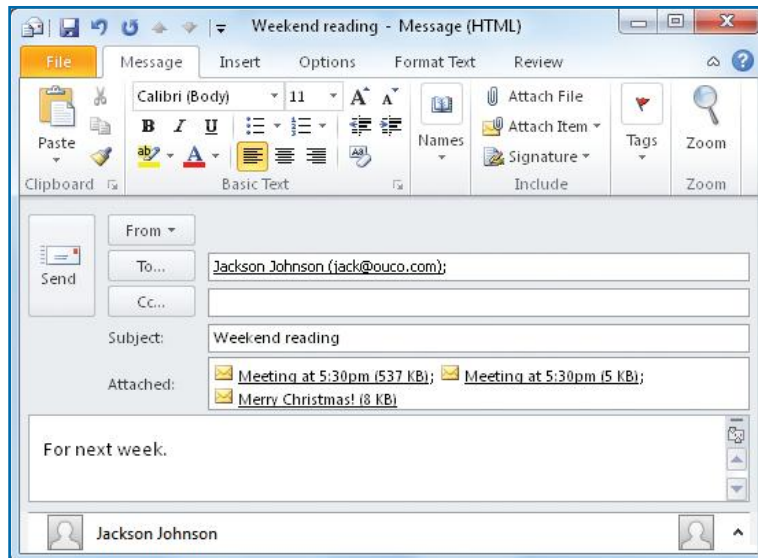 Weekend reading - Message (HTML)
File Message Insert Options Format Text Review
Calibri (Body) 11 A A
B I U
ab A Aa
Paste
Names
Attach File
Attach Item
Signature
Tags
Zoom
Clipboard Basic Text Include Zoom
From
Send
To... Jackson Johnson (jack@ouco.com);
Cc...
Subject: Weekend reading
Attached: Meeting at 5:30pm (537 KB); Meeting at 5:30pm (5 KB);
Merry Christmas! (8 KB)
For next week.
Jackson Johnson